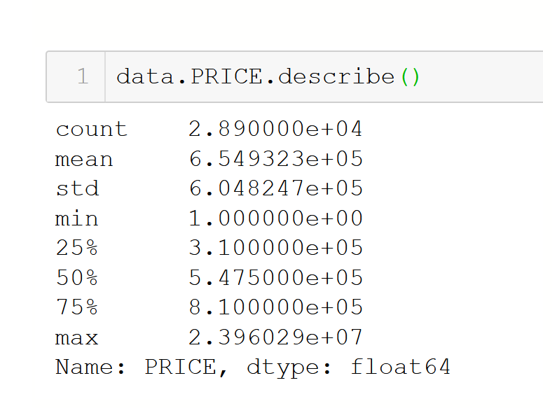 1 data.PRICE.describe()
count 2.890000e+04
mean 6.549323e+05
std 6.048247e+05
min 1.000000e+00
25% 3.100000e+05
50% 5.475000e+05
75% 8.100000e+05
max 2.396029e+07
Name: PRICE, dtype: float64